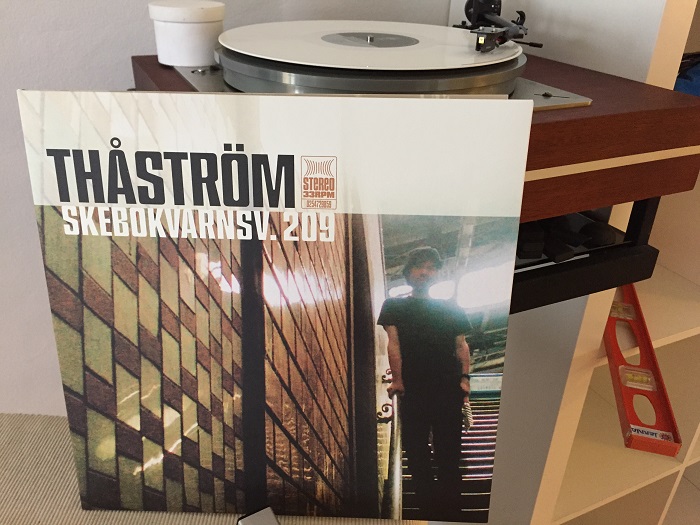 THÅSTRÖM
STEREO
33RPM
SKEBOKVARNSV. 209